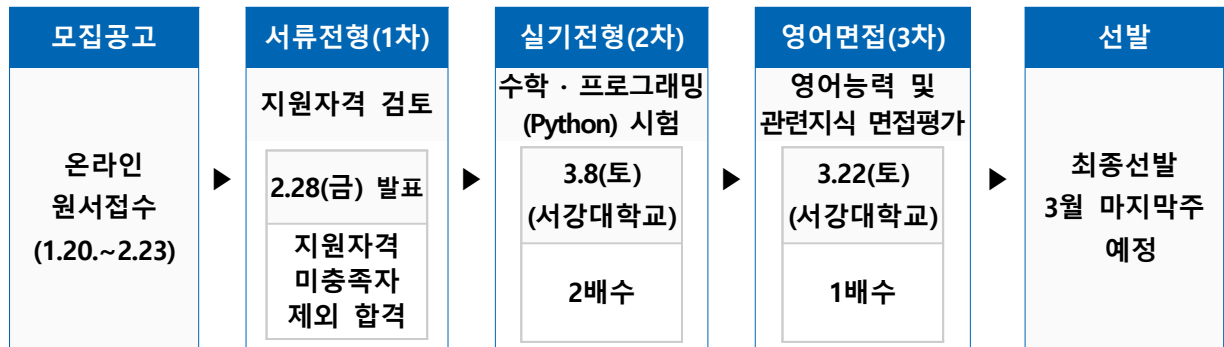 모집공고
온라인
원서접수
(1.20.~2.23)
▶
서류전형(1차)
지원자격 검토
2.28(금) 발표
지원자격
미충족자
제외 합격
▶
실기전형(2차)
수학 · 프로그래밍
(Python) 시험
3.8(토)
(서강대학교)
2배수
▶
영어면접(3차)
영어능력 및
관련지식 면접평가
3.22(토)
(서강대학교)
1배수
▶
선발
최종선발
3월 마지막주
예정